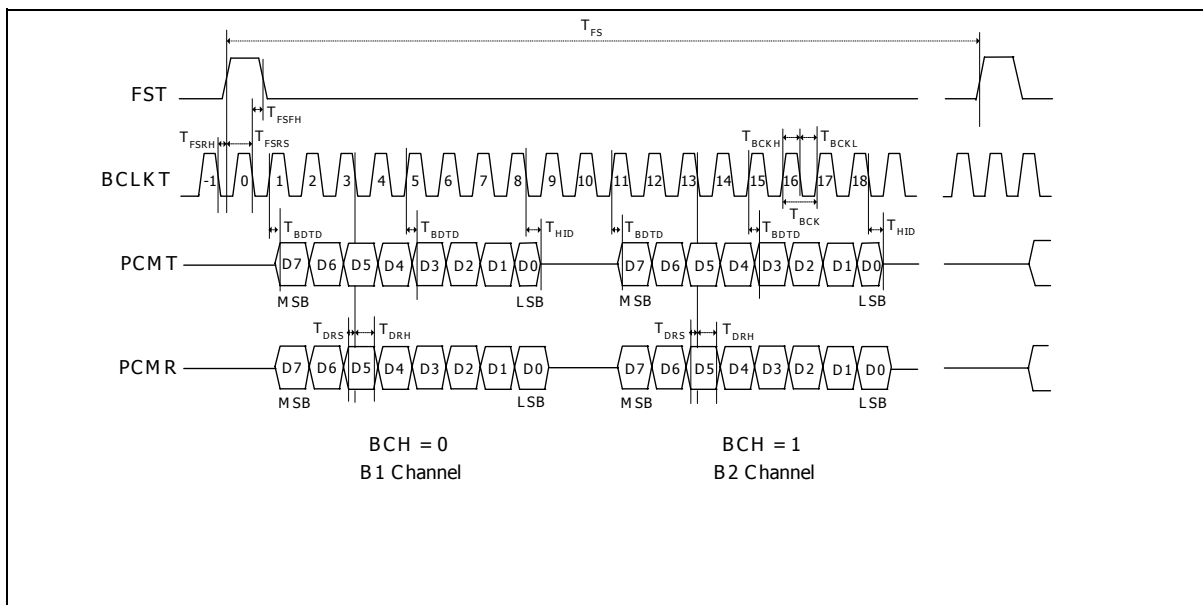 TFS
FST
TFSFH
TFSRH TFSRS TBCKH TBCKL
BCLKT -1 0 1 2 3 4 5 6 7 8 9 10 11 12 13 14 15 16 17 18
TBDTD TBDTD THID TBDTD TBDTD TBCK THID
PCMT D7 D6 D5 D4 D3 D2 D1 D0 D7 D6 D5 D4 D3 D2 D1 D0
MSB LSB MSB LSB
TDRS TDRH TDRS TDRH
PCMR D7 D6 D5 D4 D3 D2 D1 D0 D7 D6 D5 D4 D3 D2 D1 D0
MSB LSB MSB LSB
BCH = 0 BCH = 1
B1 Channel B2 Channel